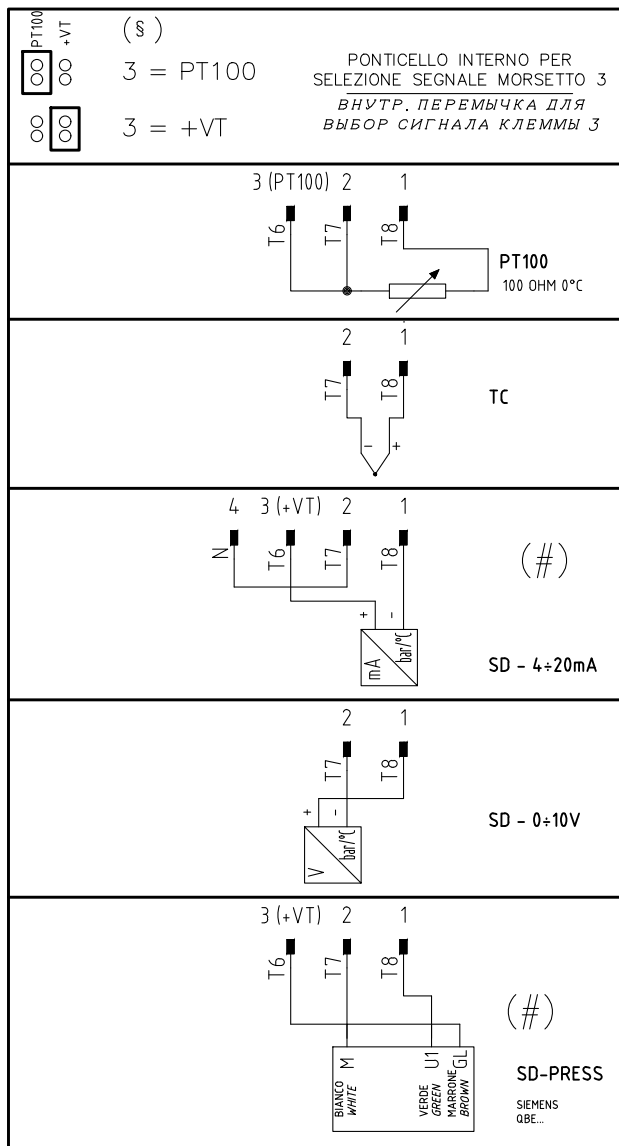 PT100
+VT
(§)
3 = PT100
3 = +VT
PONTICELLO INTERNO PER
SELEZIONE SEGNALE MORSETTO 3
ВНУТР. ПЕРЕМЫЧКА ДЛЯ
ВЫБОР СИГНАЛА КЛЕММЫ 3
3 (PT100) 2 1
T6 T7 T8
PT100
100 OHM 0°C
2 1
T7 T8
TC
- +
4 3 (+VT) 2 1
N T6 T7 T8
(#)
+ -
mA bar/°C
SD - 4÷20mA
2 1
T7 T8
+ -
V bar/°C
SD - 0÷10V
3 (+VT) 2 1
T6 T7 T8
(#)
M U1 GL
BIANCO
WHITE
VERDE
GREEN
MARRONE
BROWN
SD-PRESS
SIEMENS
QBE...